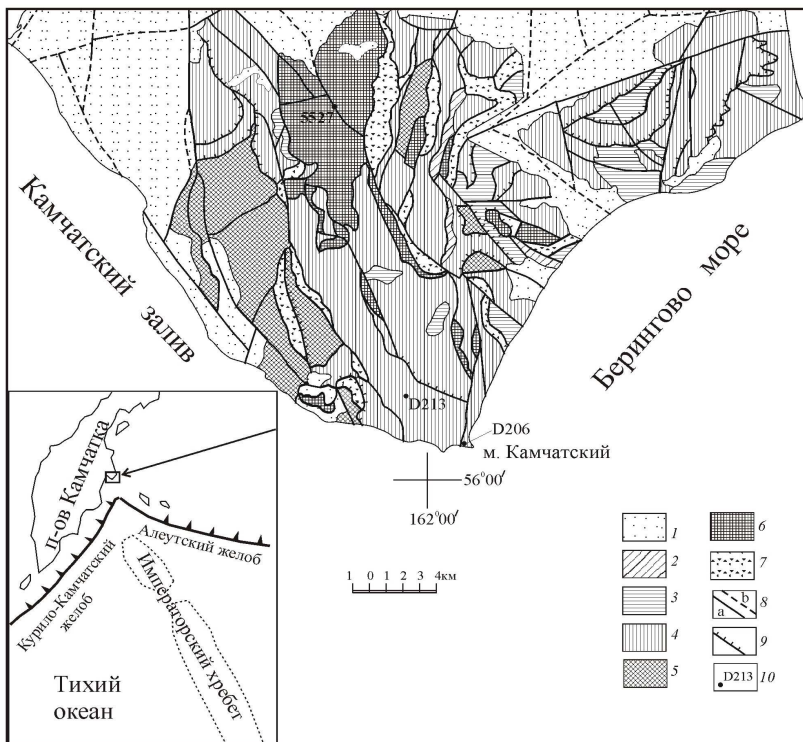 5527
Камчатский
залив
Берингово море
D213
D206
м. Камчатский
56°00′
162°00′
1 0 1 2 3 4км
п-ов Камчатка
Алеутский желоб
Курило-Камчатский
желоб
Императорский хребет
Тихий
океан
1
2
3
4
5
6
7
a b 8
9
D213 10